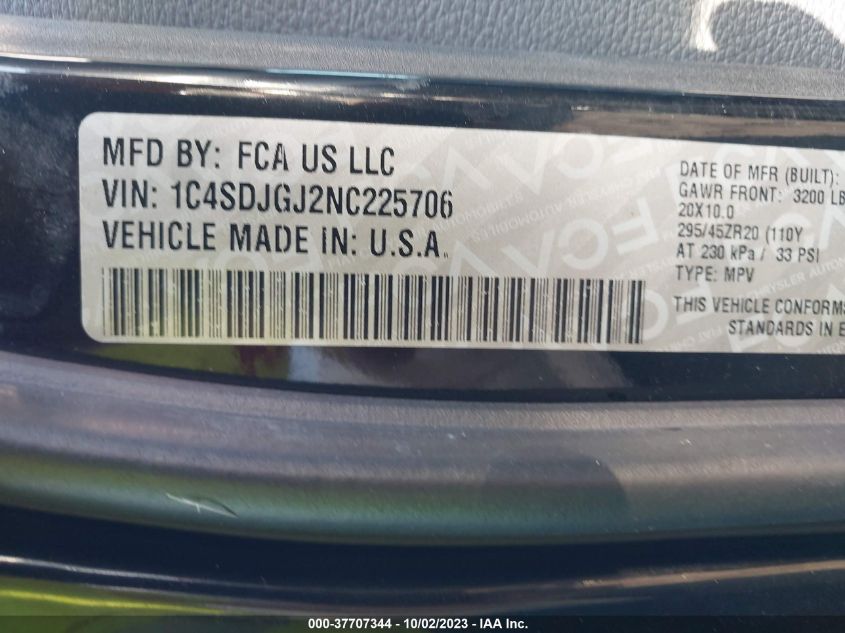 MFD BY: FCA US LLC
VIN: 1C4SDJGJ2NC225706
VEHICLE MADE IN: U.S.A.
DATE OF MFR (BUILT):
GAWR FRONT: 3200 LB
20X10.0
295/45ZR20 (110Y
AT 230 kPa / 33 PSI
TYPE: MPV
THIS VEHICLE CONFORMS
STANDARDS IN E
000-37707344 - 10/02/2023 - IAA Inc.